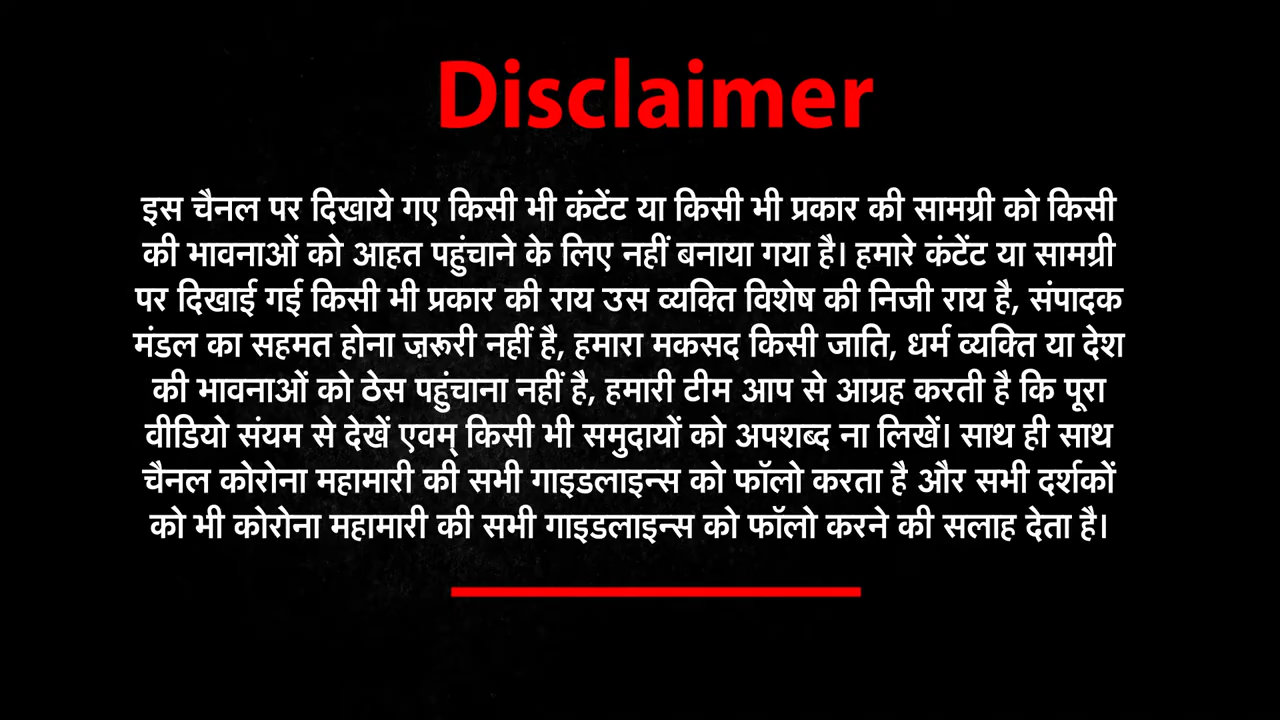 Disclaimer
इस चैनल पर दिखाये गए किसी भी कंटेंट या किसी भी प्रकार की सामग्री को किसी
की भावनाओं को आहत पहुंचाने के लिए नहीं बनाया गया है। हमारे कंटेंट या सामग्री
पर दिखाई गई किसी भी प्रकार की राय उस व्यक्ति विशेष की निजी राय है, संपादक
मंडल का सहमत होना ज़रूरी नहीं है, हमारा मकसद किसी जाति, धर्म व्यक्ति या देश
की भावनाओं को ठेस पहुंचाना नहीं है, हमारी टीम आप से आग्रह करती है कि पूरा
वीडियो संयम से देखें एवम् किसी भी समुदायों को अपशब्द ना लिखें। साथ ही साथ
चैनल कोरोना महामारी की सभी गाइडलाइन्स को फॉलो करता है और सभी दर्शकों
को भी कोरोना महामारी की सभी गाइडलाइन्स को फॉलो करने की सलाह देता है।